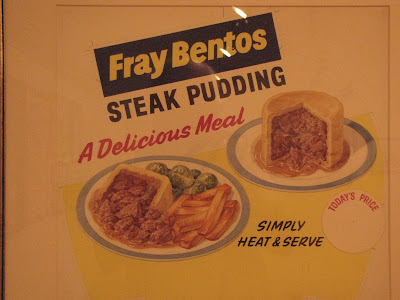 Fray Bentos
STEAK PUDDING
A Delicious Meal
SIMPLY
HEAT & SERVE
TODAY'S PRICE